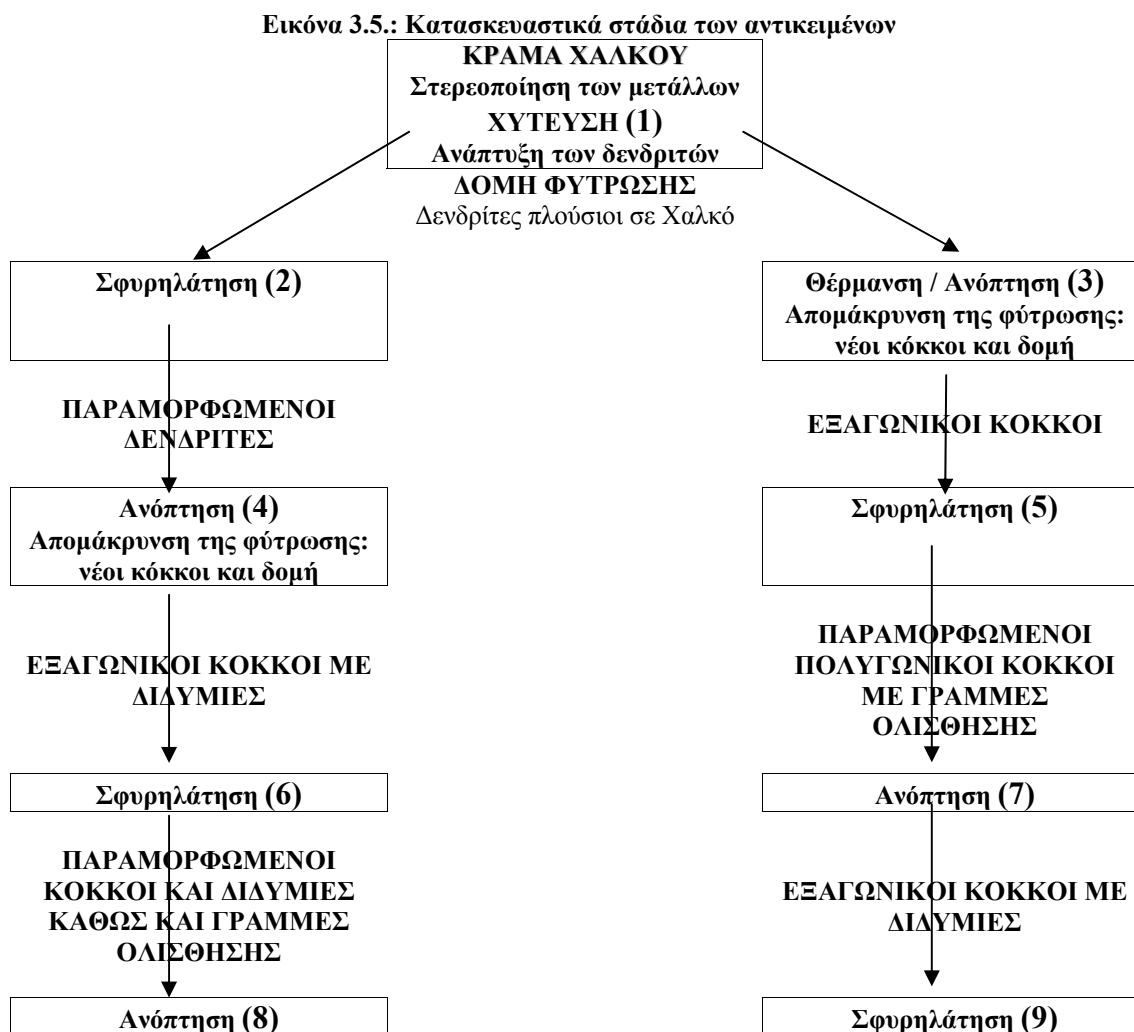 Εικόνα 3.5.: Κατασκευαστικά στάδια των αντικειμένων
ΚΡΑΜΑ ΧΑΛΚΟΥ
Στερεοποίηση των μετάλλων
ΧΥΤΕΥΣΗ (1)
Ανάπτυξη των δενδριτών
ΔΟΜΗ ΦΥΤΡΩΣΗΣ
Δενδρίτες πλούσιοι σε Χαλκό
Σφυρηλάτηση (2)
Θέρμανση / Ανόπτηση (3)
Απομάκρυνση της φύτρωσης:
νέοι κόκκοι και δομή
ΠΑΡΑΜΟΡΦΩΜΕΝΟΙ
ΔΕΝΔΡΙΤΕΣ
ΕΞΑΓΩΝΙΚΟΙ ΚΟΚΚΟΙ
Ανόπτηση (4)
Απομάκρυνση της φύτρωσης:
νέοι κόκκοι και δομή
Σφυρηλάτηση (5)
ΕΞΑΓΩΝΙΚΟΙ ΚΟΚΚΟΙ ΜΕ
ΔΙΔΥΜΙΕΣ
ΠΑΡΑΜΟΡΦΩΜΕΝΟΙ
ΠΟΛΥΓΩΝΙΚΟΙ ΚΟΚΚΟΙ
ΜΕ ΓΡΑΜΜΕΣ
ΟΛΙΣΘΗΣΗΣ
Σφυρηλάτηση (6)
Ανόπτηση (7)
ΠΑΡΑΜΟΡΦΩΜΕΝΟΙ
ΚΟΚΚΟΙ ΚΑΙ ΔΙΔΥΜΙΕΣ
ΚΑΘΩΣ ΚΑΙ ΓΡΑΜΜΕΣ
ΟΛΙΣΘΗΣΗΣ
ΕΞΑΓΩΝΙΚΟΙ ΚΟΚΚΟΙ ΜΕ
ΔΙΔΥΜΙΕΣ
Ανόπτηση (8)
Σφυρηλάτηση (9)